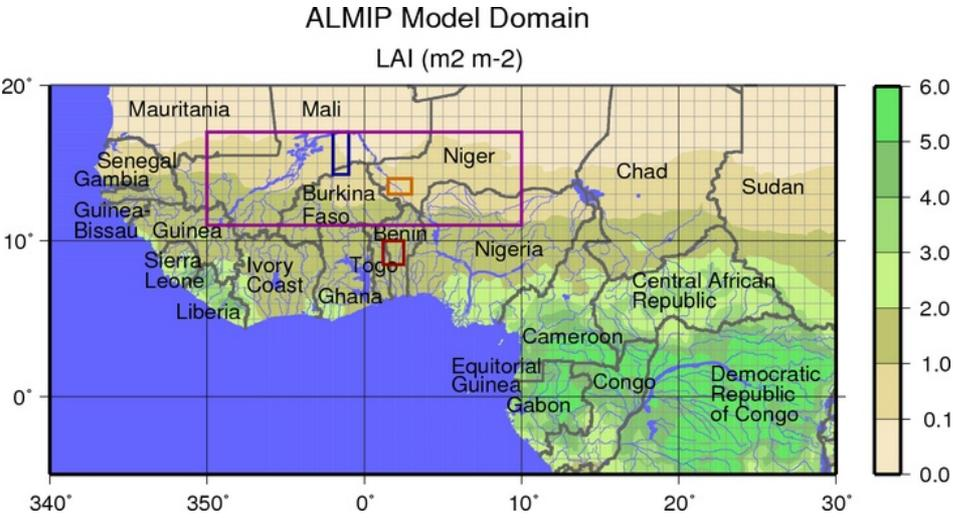 ALMIP Model Domain
LAI (m2 m-2)
20°
6.0
Mauritania
Mali
5.0
Senegal
Niger
Gambia
Chad
Sudan
4.0
Burkina
Faso
Guinea-
Bissau
Guinea
Benin
10°
3.0
Sierra
Leone
Ivory
Coast
Togo
Nigeria
Ghana
Central African
Republic
Liberia
2.0
Cameroon
Equatorial
Guinea
1.0
Congo
Democratic
Republic
of Congo
0°
Gabon
0.1
0.0
340°
350°
0°
10°
20°
30°